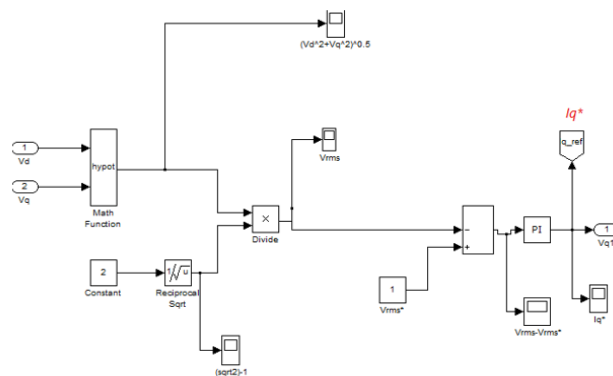 (Vd^2+Vq^2)^0.5
Iq*
q_ref
1
Vd
hypot
Vrms
2
Vq
Math
Function
×
Divide
−
+
PI
1
Vq1
2
Constant
1/√u
Reciprocal
Sqrt
1
Vrms*
Vrms-Vrms*
Iq*
(sqrt2)-1